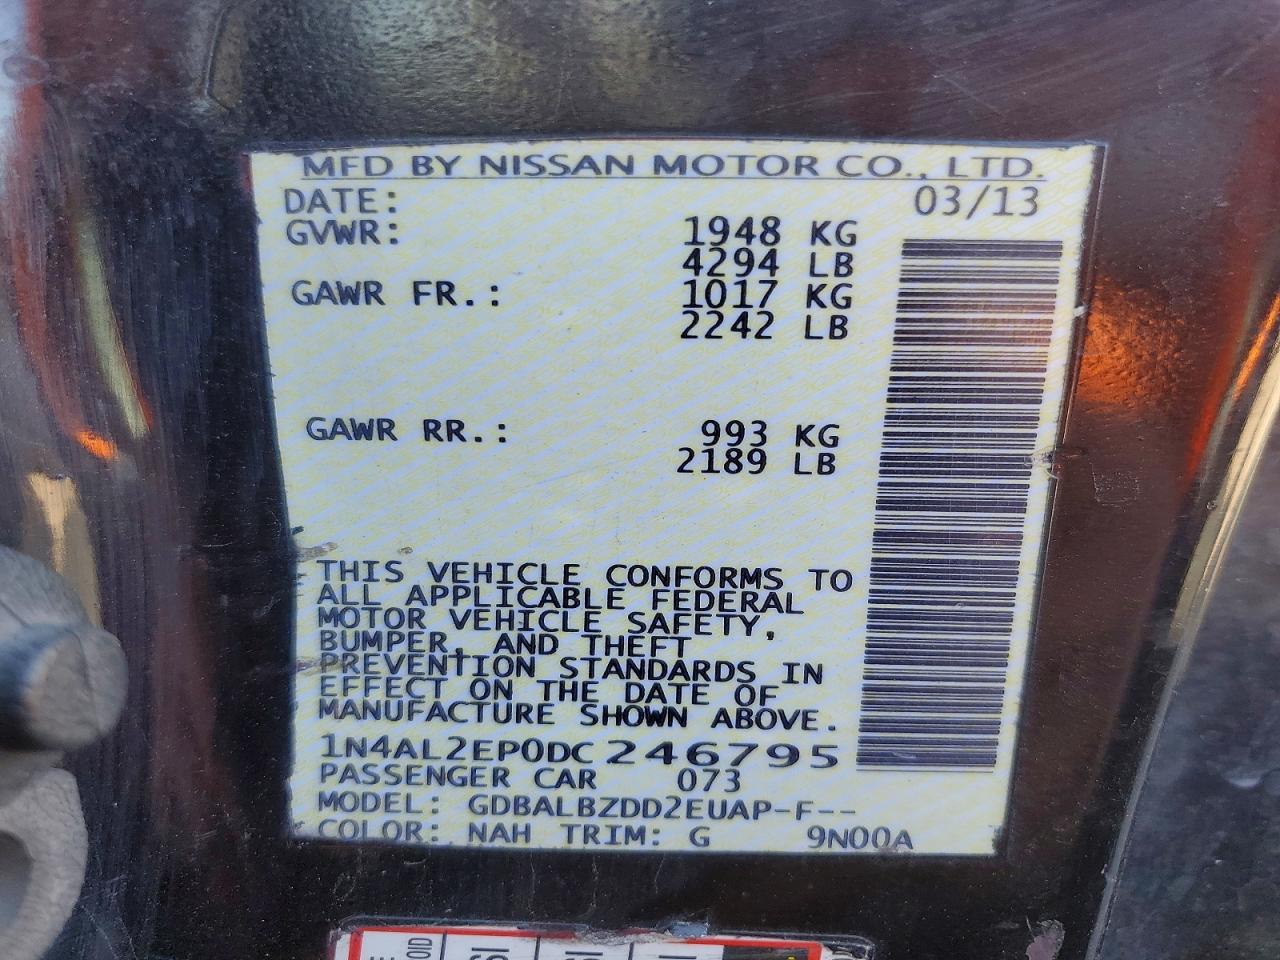 MFD BY NISSAN MOTOR CO., LTD.
DATE: 03/13
GVWR: 1948 KG
4294 LB
GAWR FR.: 1017 KG
2242 LB
GAWR RR.: 993 KG
2189 LB
THIS VEHICLE CONFORMS TO
ALL APPLICABLE FEDERAL
MOTOR VEHICLE SAFETY,
BUMPER, AND THEFT
PREVENTION STANDARDS IN
EFFECT ON THE DATE OF
MANUFACTURE SHOWN ABOVE.
1N4AL2EP0DC246795
PASSENGER CAR 073
MODEL: GDBALBZDD2EUAP-F--
COLOR: NAH TRIM: G 9N00A